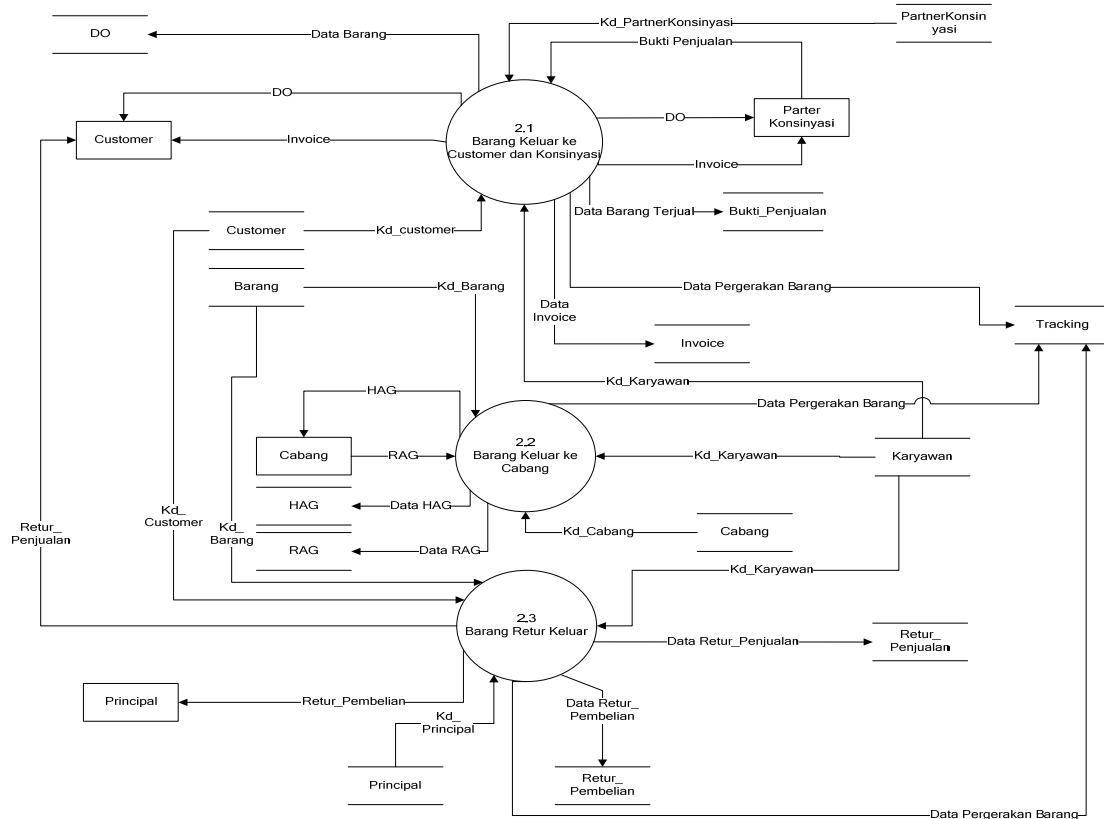 Kd_PartnerKonsinyasi
PartnerKonsin
yasi
DO
Data Barang
Bukti Penjualan
DO
Customer
Invoice
2.1
Barang Keluar ke
Customer dan Konsinyasi
DO
Parter
Konsinyasi
Invoice
Data Barang Terjual
Bukti_Penjualan
Customer
Kd_customer
Barang
Kd_Barang
Data Pergerakan Barang
Data
Invoice
Invoice
Tracking
Kd_Karyawan
HAG
Data Pergerakan Barang
Cabang
RAG
2.2
Barang Keluar ke
Cabang
Kd_Karyawan
Karyawan
HAG
Data HAG
Kd_
Customer
Retur_
Penjualan
Kd_
Barang
Kd_Cabang
Cabang
RAG
Data RAG
Kd_Karyawan
2.3
Barang Retur Keluar
Data Retur_Penjualan
Retur_
Penjualan
Principal
Retur_Pembelian
Kd_
Principal
Data Retur_
Pembelian
Principal
Retur_
Pembelian
Data Pergerakan Barang